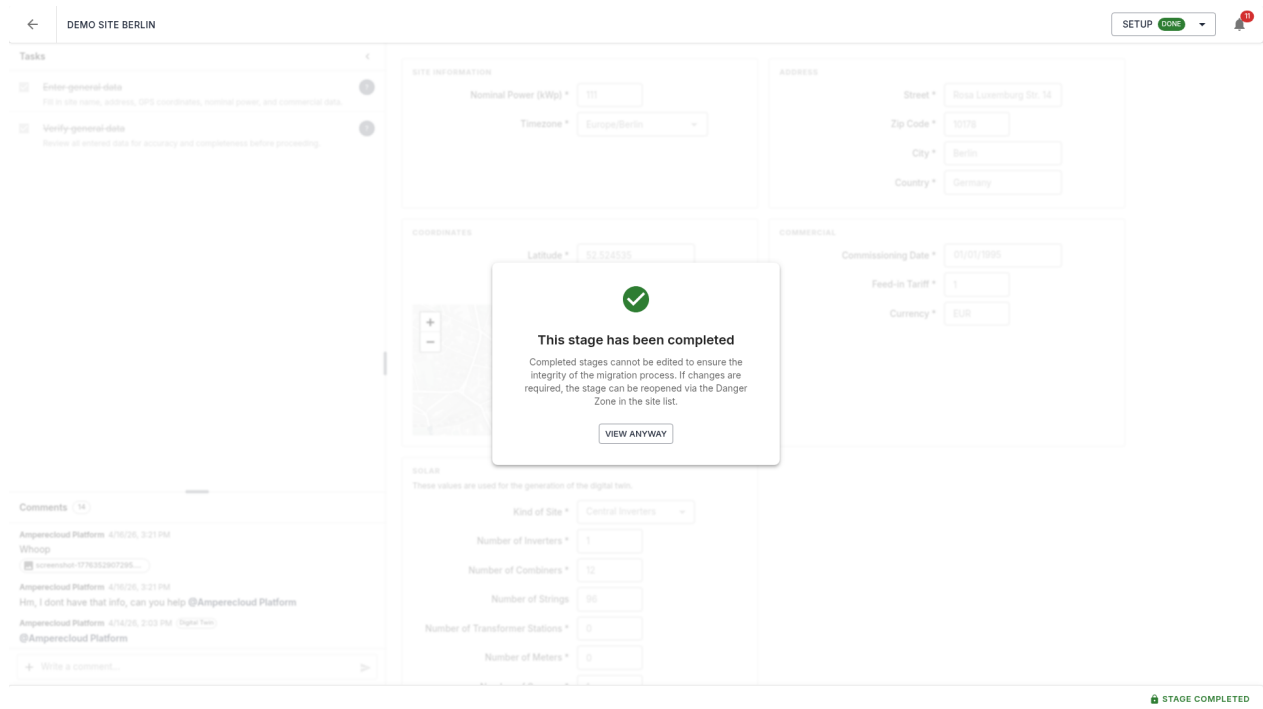 DEMO SITE BERLIN
SETUP DONE
11
Tasks
Enter general data
Fill in site name, address, GPS coordinates, nominal power, and commercial data.
Verify general data
Review all entered data for accuracy and completeness before proceeding.
SITE INFORMATION
Nominal Power (kWp) * 111
Timezone * Europe/Berlin
ADDRESS
Street * Rosa Luxemburg Str. 14
Zip Code * 10178
City * Berlin
Country * Germany
COORDINATES
Latitude * 52.524535
+
−
COMMERCIAL
Commissioning Date * 01/01/1995
Feed-in Tariff * 1
Currency * EUR
This stage has been completed
Completed stages cannot be edited to ensure the
integrity of the migration process. If changes are
required, the stage can be reopened via the Danger
Zone in the site list.
VIEW ANYWAY
SOLAR
These values are used for the generation of the digital twin.
Kind of Site * Central Inverters
Number of Inverters * 1
Number of Combiners * 12
Number of Strings 96
Number of Transformer Stations * 0
Number of Meters * 0
Comments 14
Amperecloud Platform 4/16/26, 3:21 PM
Whoop
Amperecloud Platform 4/16/26, 3:21 PM
Hm, I dont have that info, can you help @Amperecloud Platform
Amperecloud Platform 4/14/26, 2:03 PM Digital Twin
@Amperecloud Platform
Write a comment...
STAGE COMPLETED